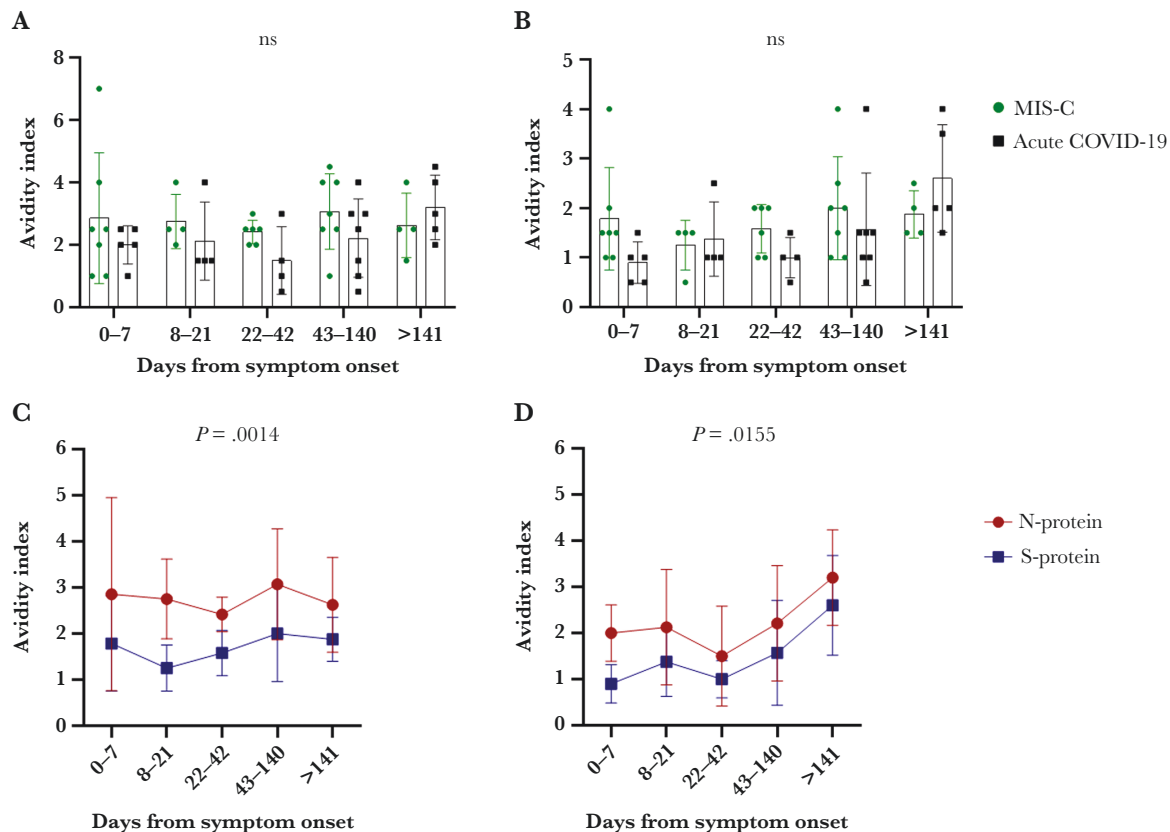 A
ns
Avidity index
8
6
4
2
0
0–7
8–21
22–42
43–140
>141
Days from symptom onset
B
ns
Avidity index
5
4
3
2
1
0
0–7
8–21
22–42
43–140
>141
Days from symptom onset
MIS-C
Acute COVID-19
C
P = .0014
Avidity index
6
5
4
3
2
1
0
0–7
8–21
22–42
43–140
>141
Days from symptom onset
D
P = .0155
Avidity index
6
5
4
3
2
1
0
0–7
8–21
22–42
43–140
>141
Days from symptom onset
N-protein
S-protein